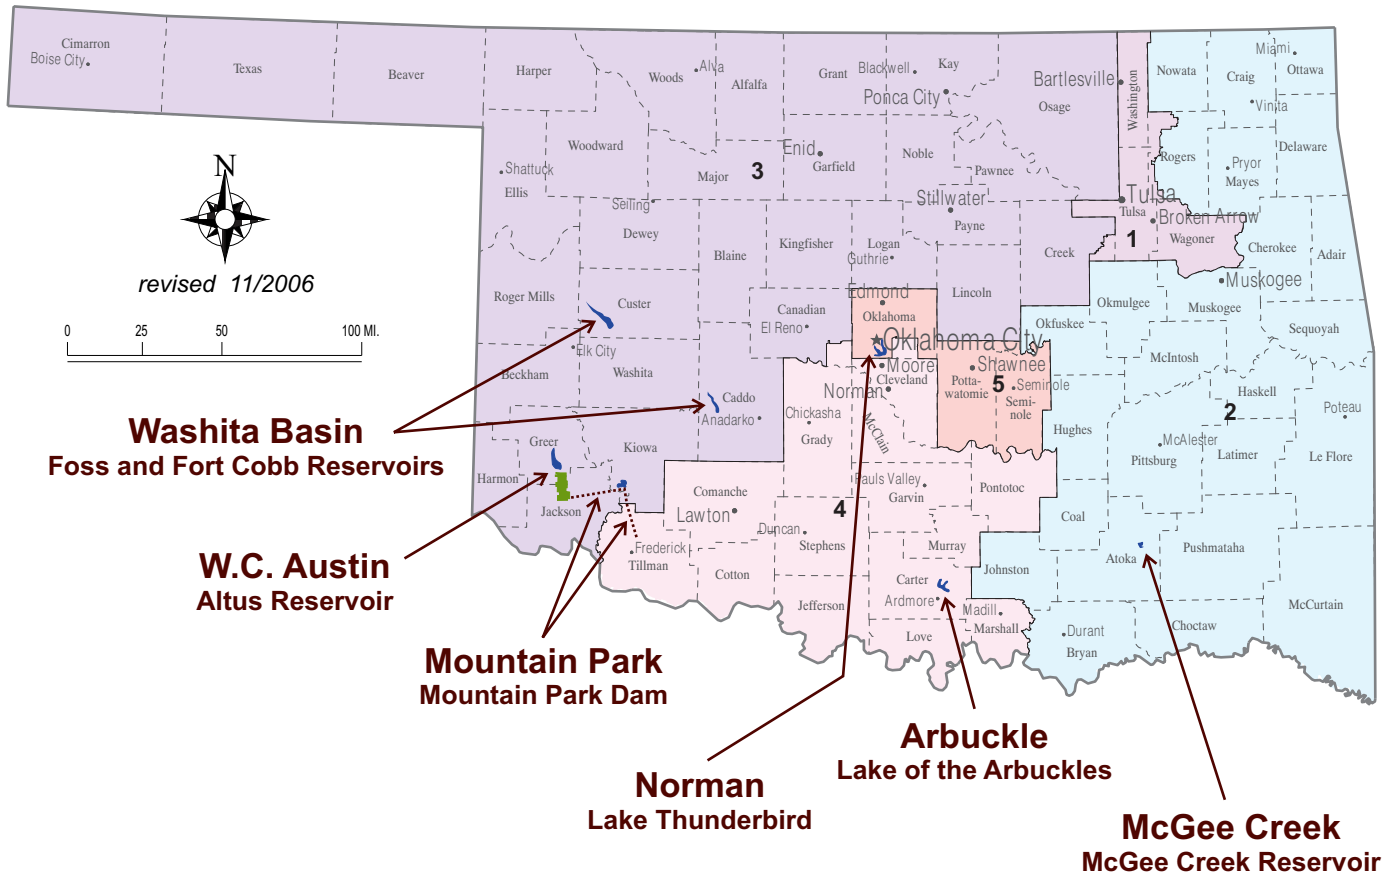 Cimarron
Boise City
Texas
Beaver
Harper
Woods
Alva
Alfalfa
Grant
Blackwell
Kay
Ponca City
Bartlesville
Osage
Washington
Nowata
Miami
Craig
Ottawa
Vinita
N
Woodward
Shattuck
Ellis
Major
3
Enid
Garfield
Noble
Pawnee
Rogers
Delaware
Pryor
Mayes
Seiling
Stillwater
Payne
Tulsa
Tulsa
Broken Arrow
1
Wagoner
Dewey
Blaine
Kingfisher
Logan
Guthrie
Creek
Cherokee
Adair
revised 11/2006
Roger Mills
Custer
Canadian
El Reno
Edmond
Oklahoma
Lincoln
Okmulgee
Muskogee
Muskogee
0 25 50 100 MI.
Okfuskee
Sequoyah
Elk City
Oklahoma City
Moore
McIntosh
Beckham
Washita
Cleveland
Norman
Shawnee
Potta-
watomie
5
Seminole
Semi-
nole
Haskell
Caddo
Anadarko
Chickasha
Grady
McClain
Hughes
2
Poteau
Washita Basin
Foss and Fort Cobb Reservoirs
Greer
Kiowa
McAlester
Pittsburg
Latimer
Le Flore
Harmon
Jackson
Comanche
Lawton
Pauls Valley
Garvin
Pontotoc
4
Coal
Duncan
Stephens
Murray
Frederick
Tillman
Cotton
Carter
Ardmore
Johnston
Atoka
Pushmataha
W.C. Austin
Altus Reservoir
Jefferson
Love
Madill
Marshall
Durant
Bryan
Choctaw
McCurtain
Mountain Park
Mountain Park Dam
Arbuckle
Lake of the Arbuckles
Norman
Lake Thunderbird
McGee Creek
McGee Creek Reservoir